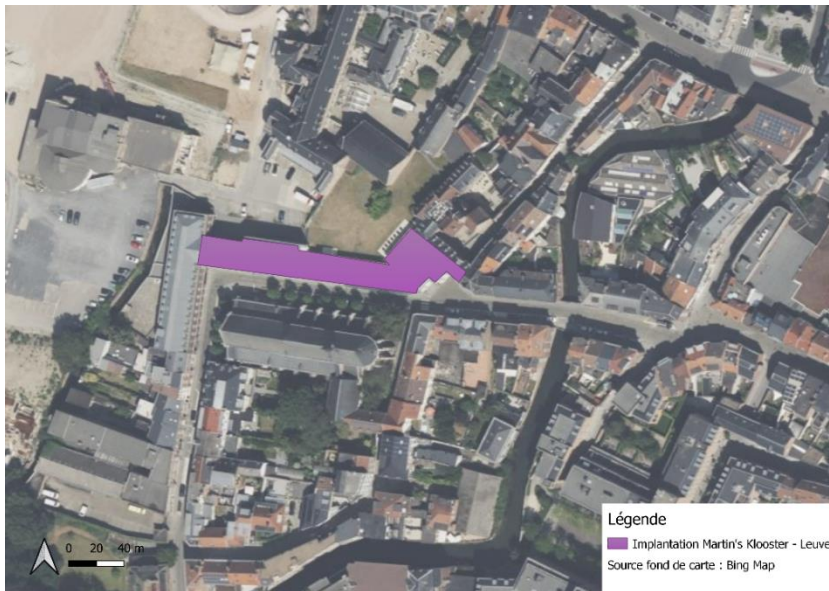 Légende
Implantation Martin's Klooster - Leuve
Source fond de carte : Bing Map
0 20 40 m